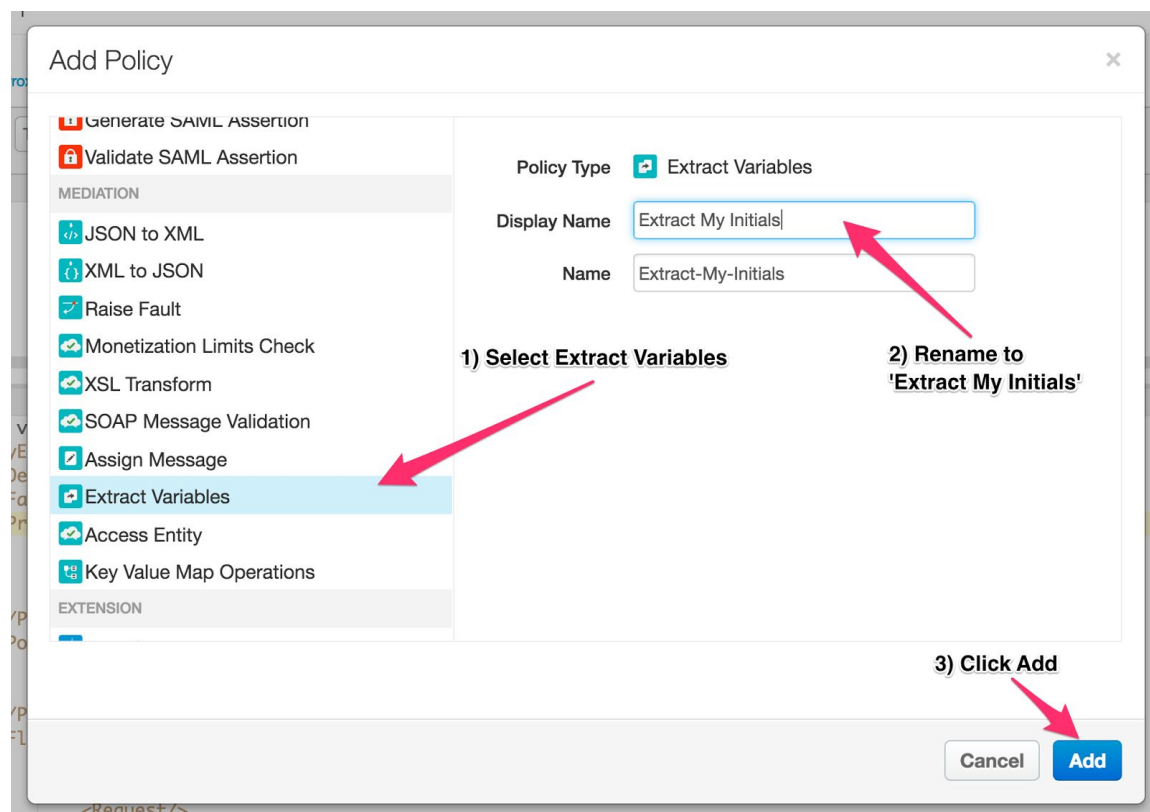 Add Policy
×
Generate SAML Assertion
Validate SAML Assertion
MEDIATION
JSON to XML
XML to JSON
Raise Fault
Monetization Limits Check
XSL Transform
SOAP Message Validation
Assign Message
Extract Variables
Access Entity
Key Value Map Operations
EXTENSION
Policy Type Extract Variables
Display Name Extract My Initials
Name Extract-My-Initials
1) Select Extract Variables
2) Rename to
'Extract My Initials'
3) Click Add
Cancel
Add
<Request/>